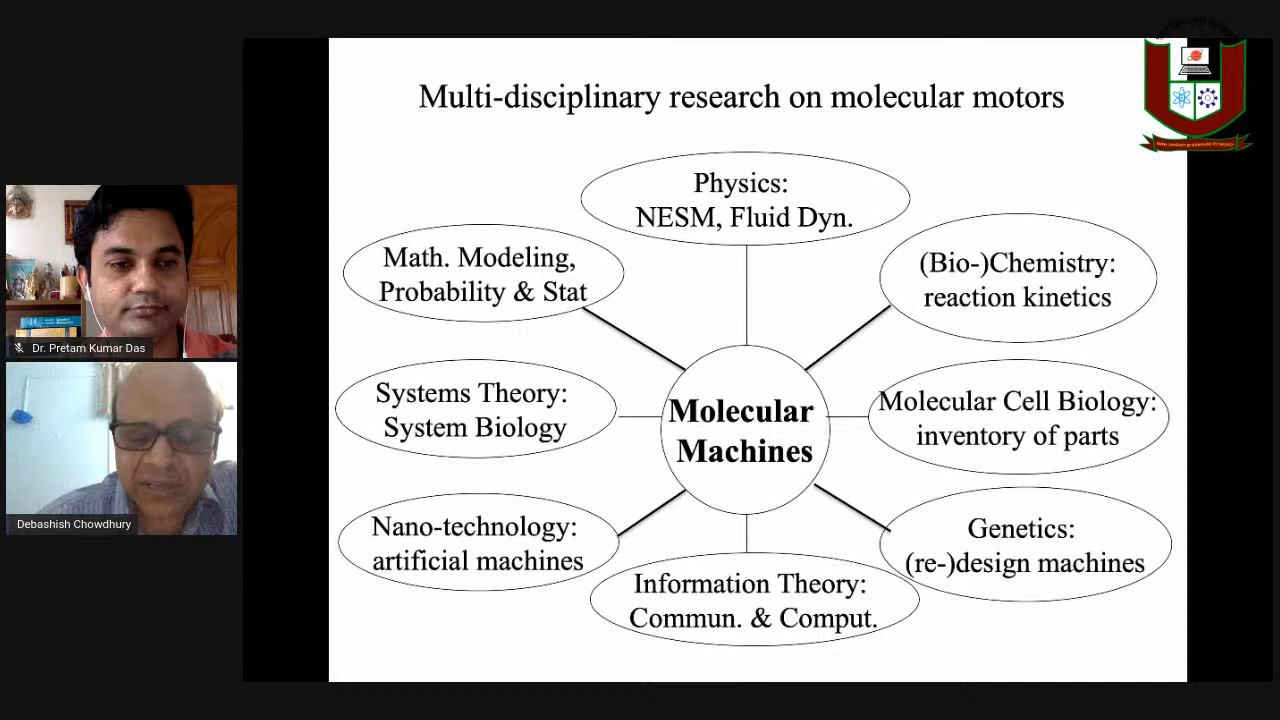 Multi-disciplinary research on molecular motors
Physics:
NESM, Fluid Dyn.
Math. Modeling,
Probability & Stat
(Bio-)Chemistry:
reaction kinetics
Systems Theory:
System Biology
Molecular
Machines
Molecular Cell Biology:
inventory of parts
Nano-technology:
artificial machines
Information Theory:
Commun. & Comput.
Genetics:
(re-)design machines
Dr. Pretam Kumar Das
Debashish Chowdhury